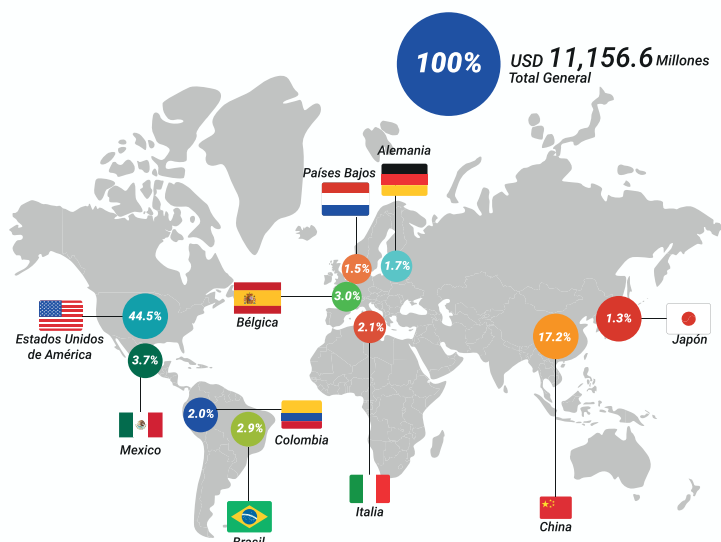 100%
USD 11,156.6 Millones
Total General
Alemania
Países Bajos
1.5%
1.7%
3.0%
Bélgica
44.5%
Estados Unidos
de América
2.1%
17.2%
1.3%
Japón
3.7%
Mexico
2.0%
2.9%
Colombia
Italia
China
Brasil